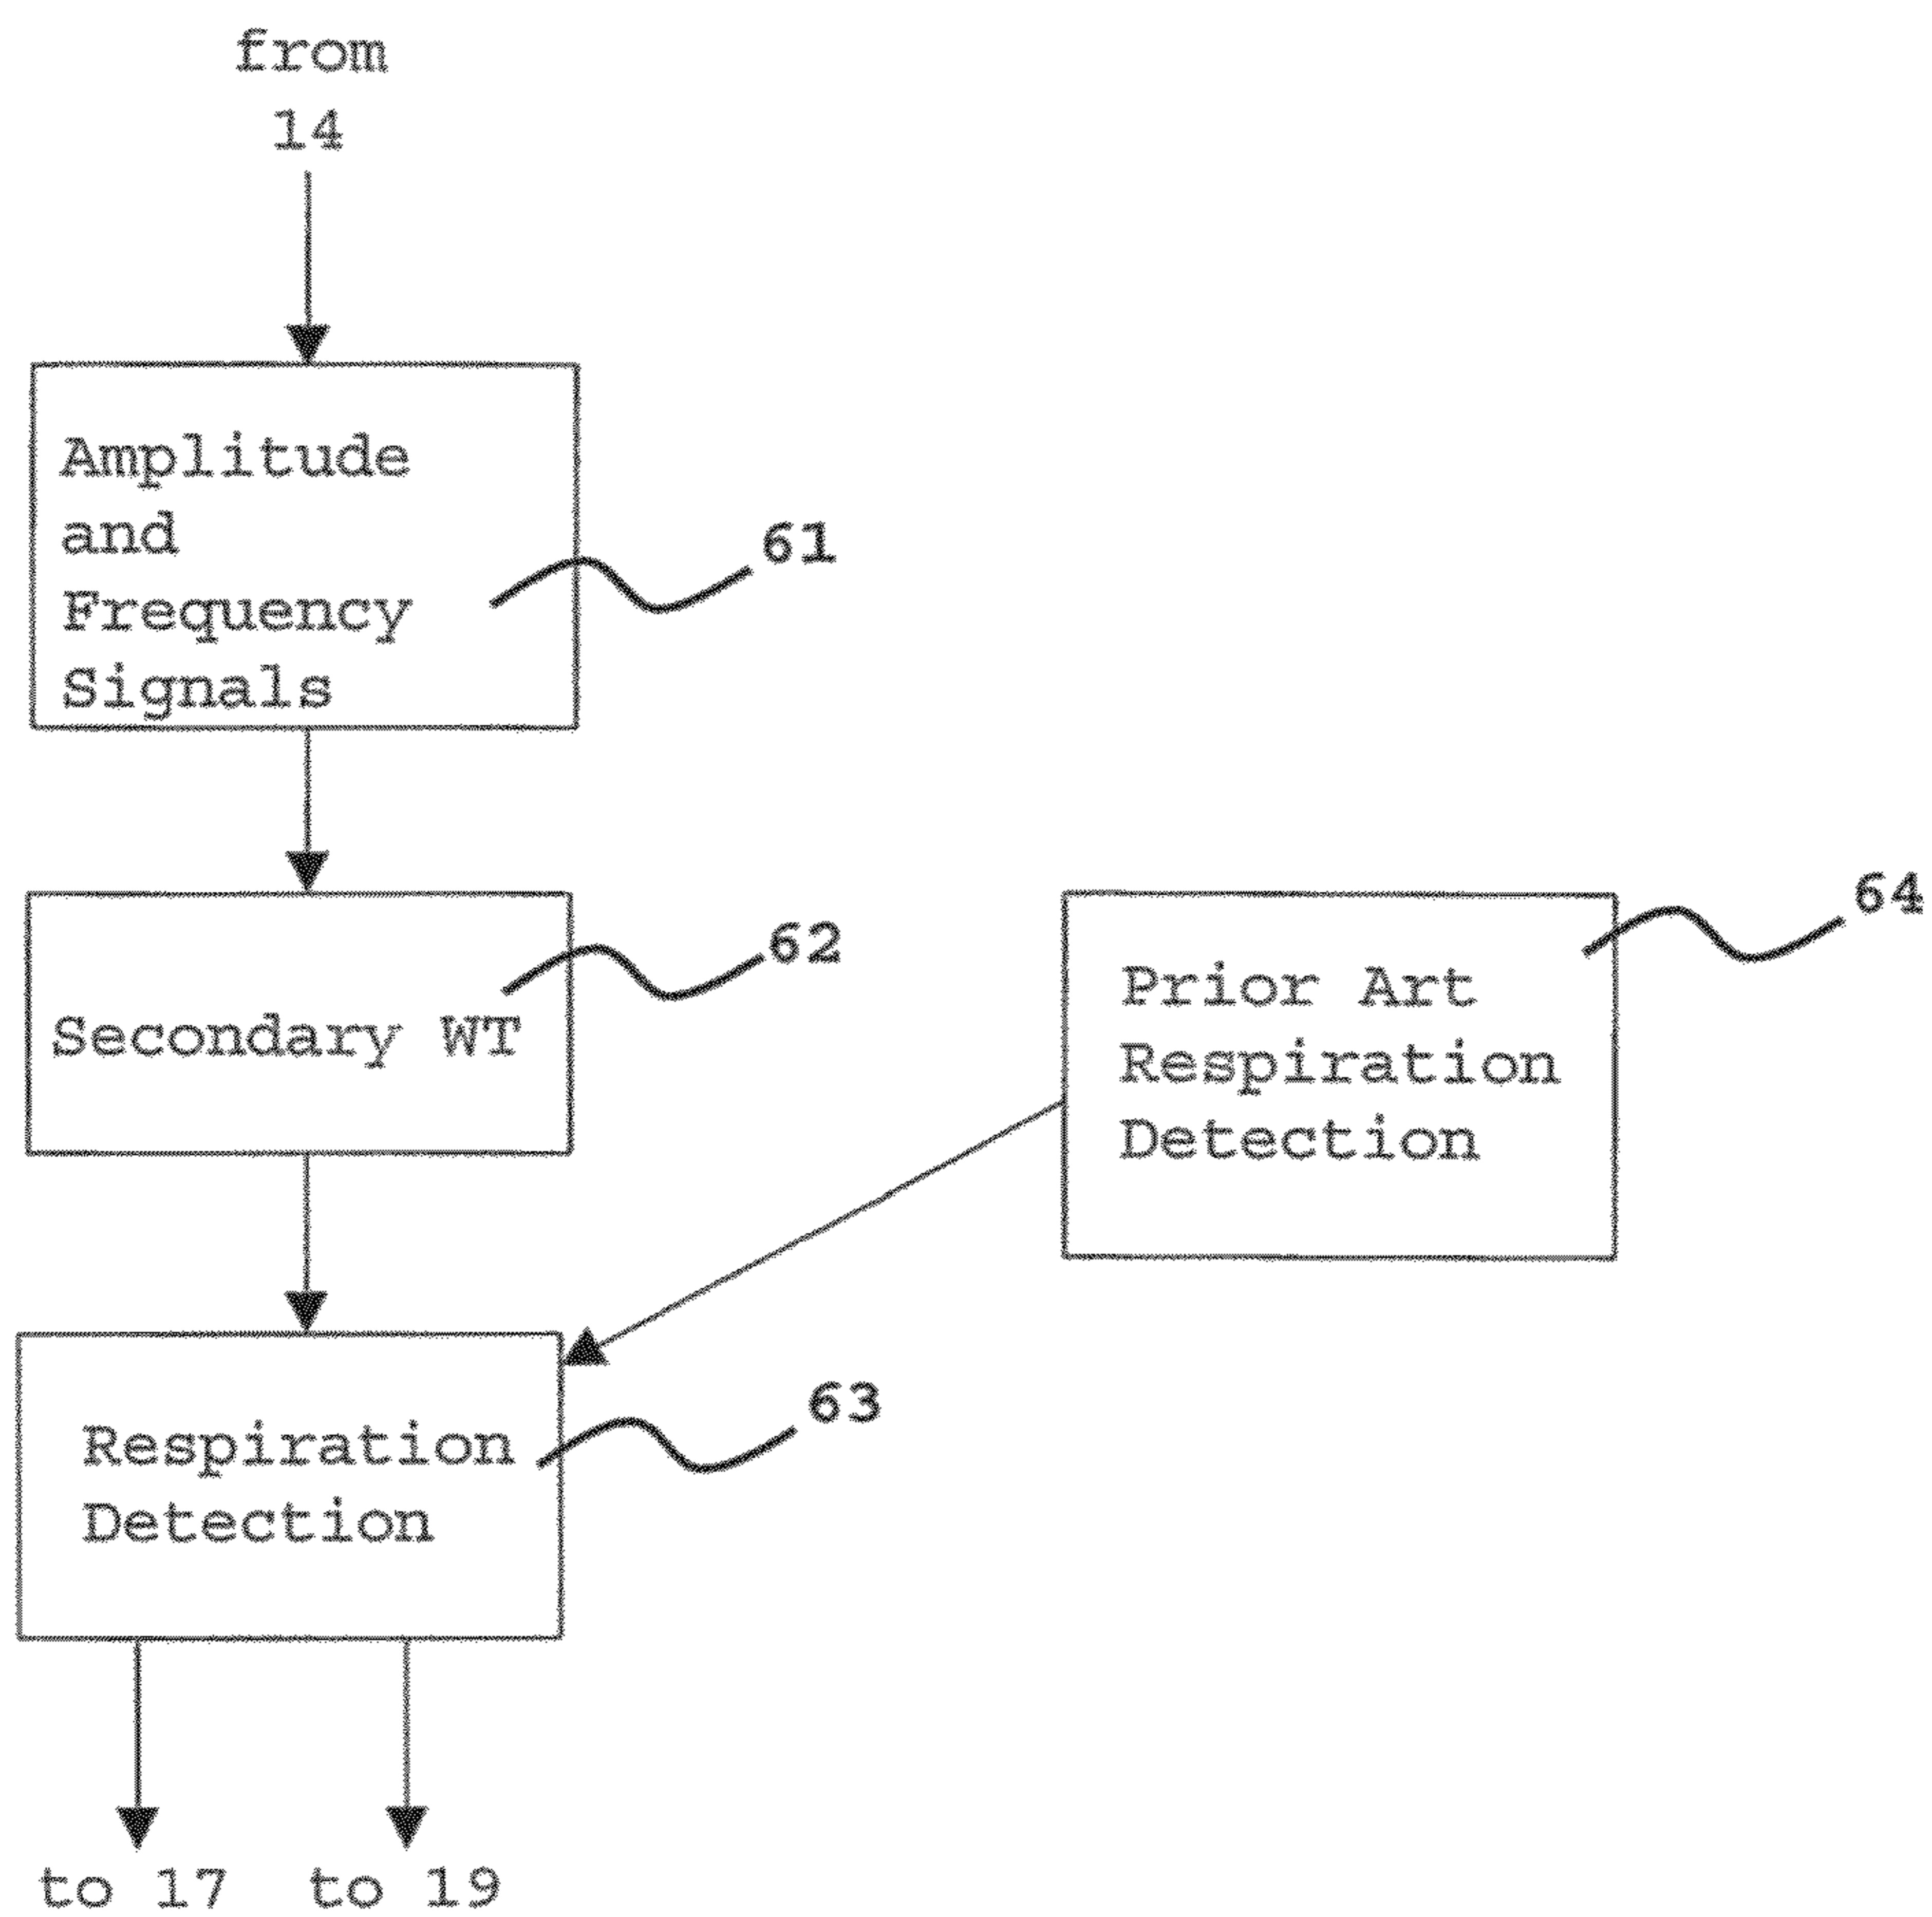 from
14
Amplitude
and
Frequency
Signals
61
Secondary WT
62
Prior Art
Respiration
Detection
64
Respiration
Detection
63
to 17
to 19